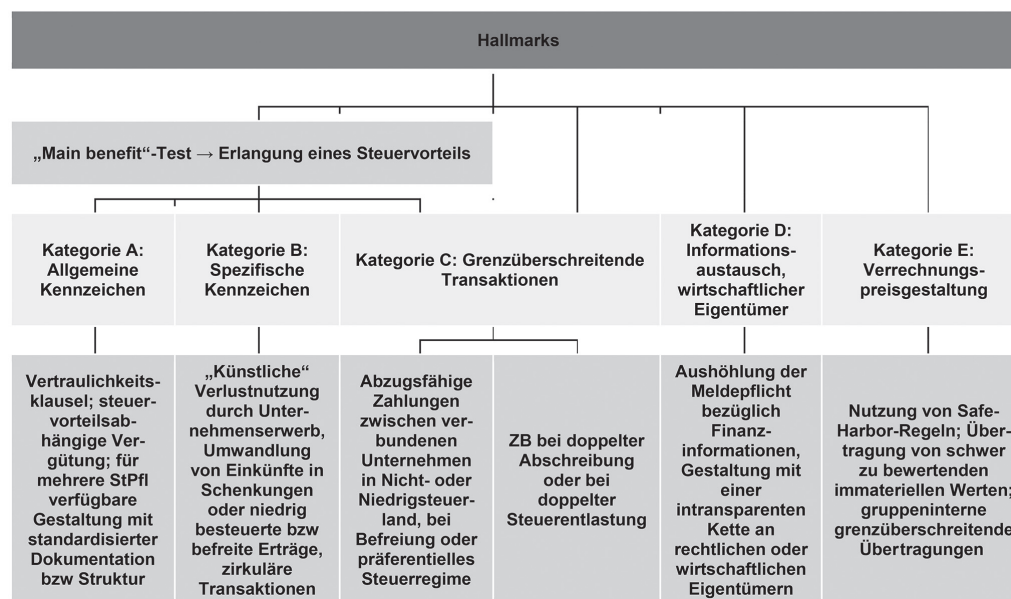 Hallmarks
„Main benefit“-Test → Erlangung eines Steuervorteils
Kategorie A:
Allgemeine
Kennzeichen
Kategorie B:
Spezifische
Kennzeichen
Kategorie C: Grenzüberschreitende
Transaktionen
Kategorie D:
Informations-
austausch,
wirtschaftlicher
Eigentümer
Kategorie E:
Verrechnungs-
preisgestaltung
Vertraulichkeits-
klausel; steuer-
vorteilsab-
hängige Ver-
gütung; für
mehrere StPfl
verfügbare
Gestaltung mit
standardisierter
Dokumentation
bzw Struktur
„Künstliche“
Verlustnutzung
durch Unter-
nehmenserwerb,
Umwandlung
von Einkünfte in
Schenkungen
oder niedrig
besteuerte bzw
befreite Erträge,
zirkuläre
Transaktionen
Abzugsfähige
Zahlungen
zwischen ver-
bundenen
Unternehmen
in Nicht- oder
Niedrigsteuer-
land, bei
Befreiung oder
präferentielles
Steuerregime
ZB bei doppelter
Abschreibung
oder bei
doppelter
Steuerentlastung
Aushöhlung der
Meldepflicht
bezüglich
Finanz-
informationen,
Gestaltung mit
einer
intransparenten
Kette an
rechtlichen oder
wirtschaftlichen
Eigentümern
Nutzung von Safe-
Harbor-Regeln; Über-
tragung von schwer
zu bewertenden
immateriellen Werten;
gruppeninterne
grenzüberschreitende
Übertragungen